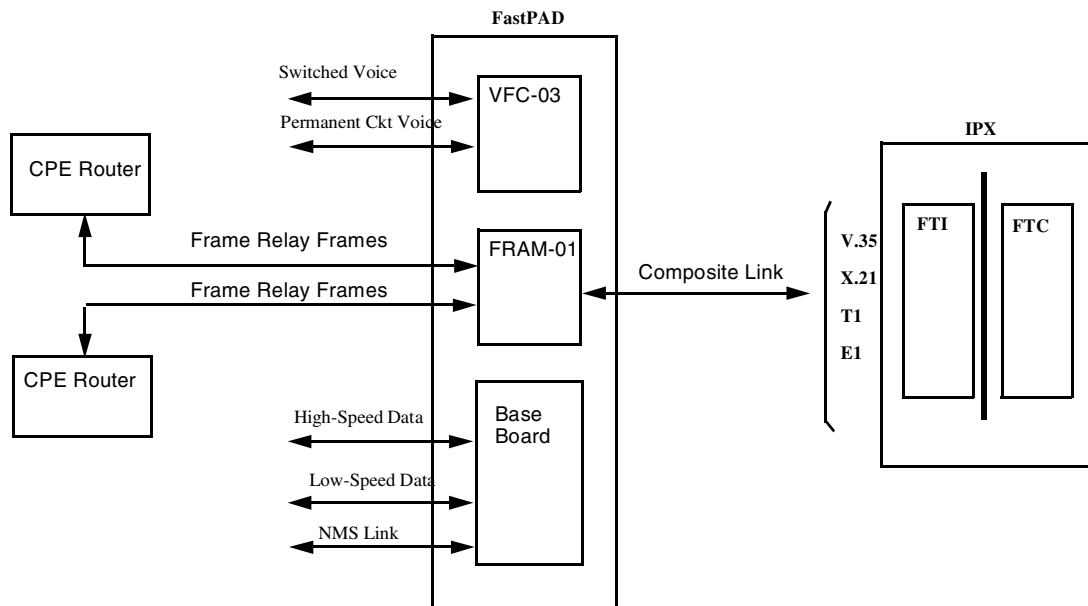 FastPAD
Switched Voice
VFC-03
Permanent Ckt Voice
IPX
CPE Router
FTI
FTC
Frame Relay Frames
FRAM-01
V.35
Composite Link
X.21
Frame Relay Frames
T1
E1
CPE Router
High-Speed Data
Base
Board
Low-Speed Data
NMS Link